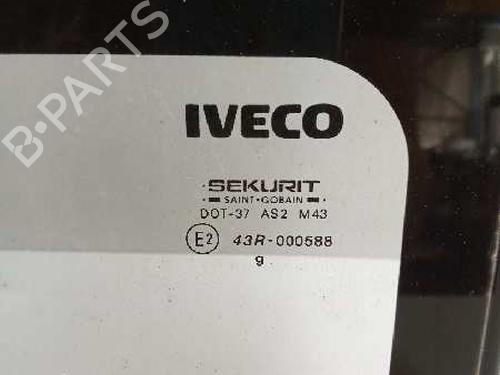 B-PARTS
IVECO
SEKURIT
SAINT-GOBAIN
DOT-37 AS2 M43
E2 43R-000588
9